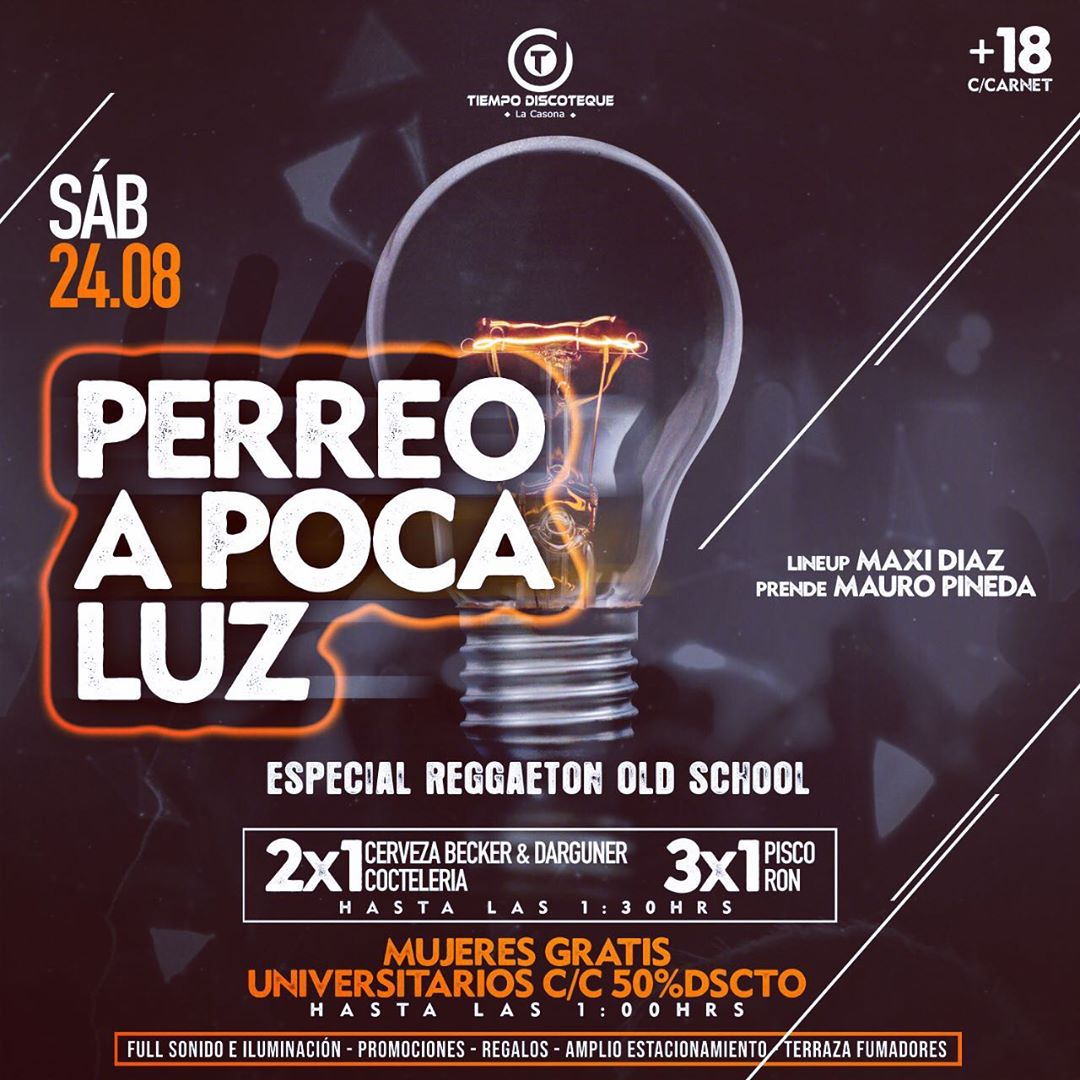 TIEMPO DISCOTEQUE
La Casona
+18
C/CARNET
SÁB
24.08
PERREO
A POCA
LUZ
LINEUP MAXI DIAZ
PRENDE MAURO PINEDA
ESPECIAL REGGAETON OLD SCHOOL
2x1 CERVEZA BECKER & DARGUNER
COCTELERIA
3x1 PISCO
RON
HASTA LAS 1:30HRS
MUJERES GRATIS
UNIVERSITARIOS C/C 50%DSCTO
HASTA LAS 1:00HRS
FULL SONIDO E ILUMINACIÓN - PROMOCIONES - REGALOS - AMPLIO ESTACIONAMIENTO - TERRAZA FUMADORES